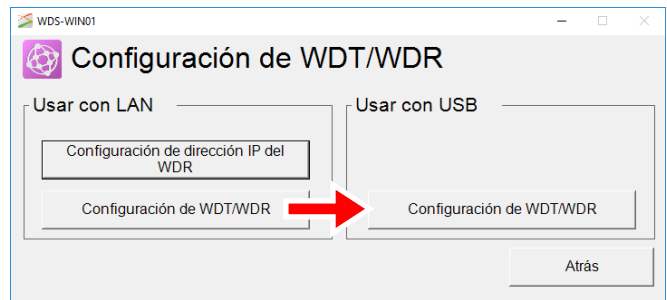 WDS-WIN01
Configuración de WDT/WDR
Usar con LAN
Configuración de dirección IP del
WDR
Configuración de WDT/WDR
Usar con USB
Configuración de WDT/WDR
Atrás